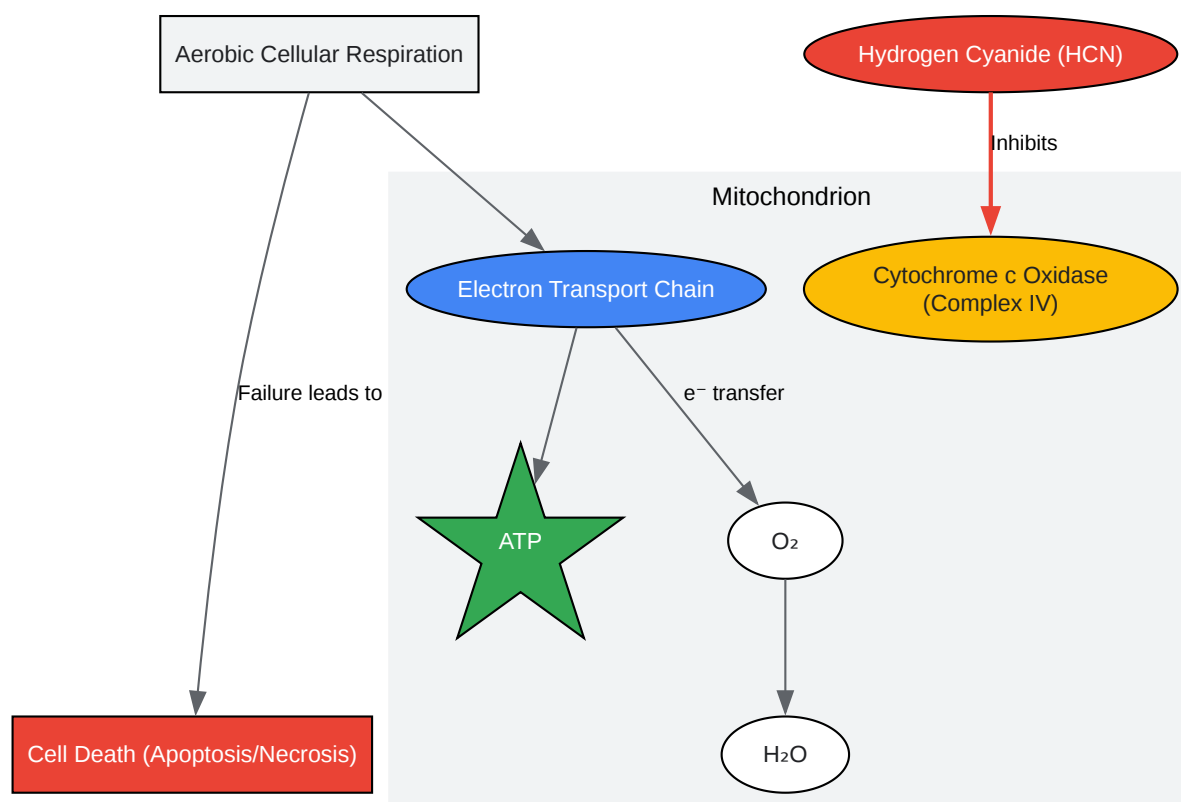 Aerobic Cellular Respiration
Hydrogen Cyanide (HCN)
Inhibits
Mitochondrion
Electron Transport Chain
Cytochrome c Oxidase
(Complex IV)
Failure leads to
e⁻ transfer
ATP
O₂
Cell Death (Apoptosis/Necrosis)
H₂O